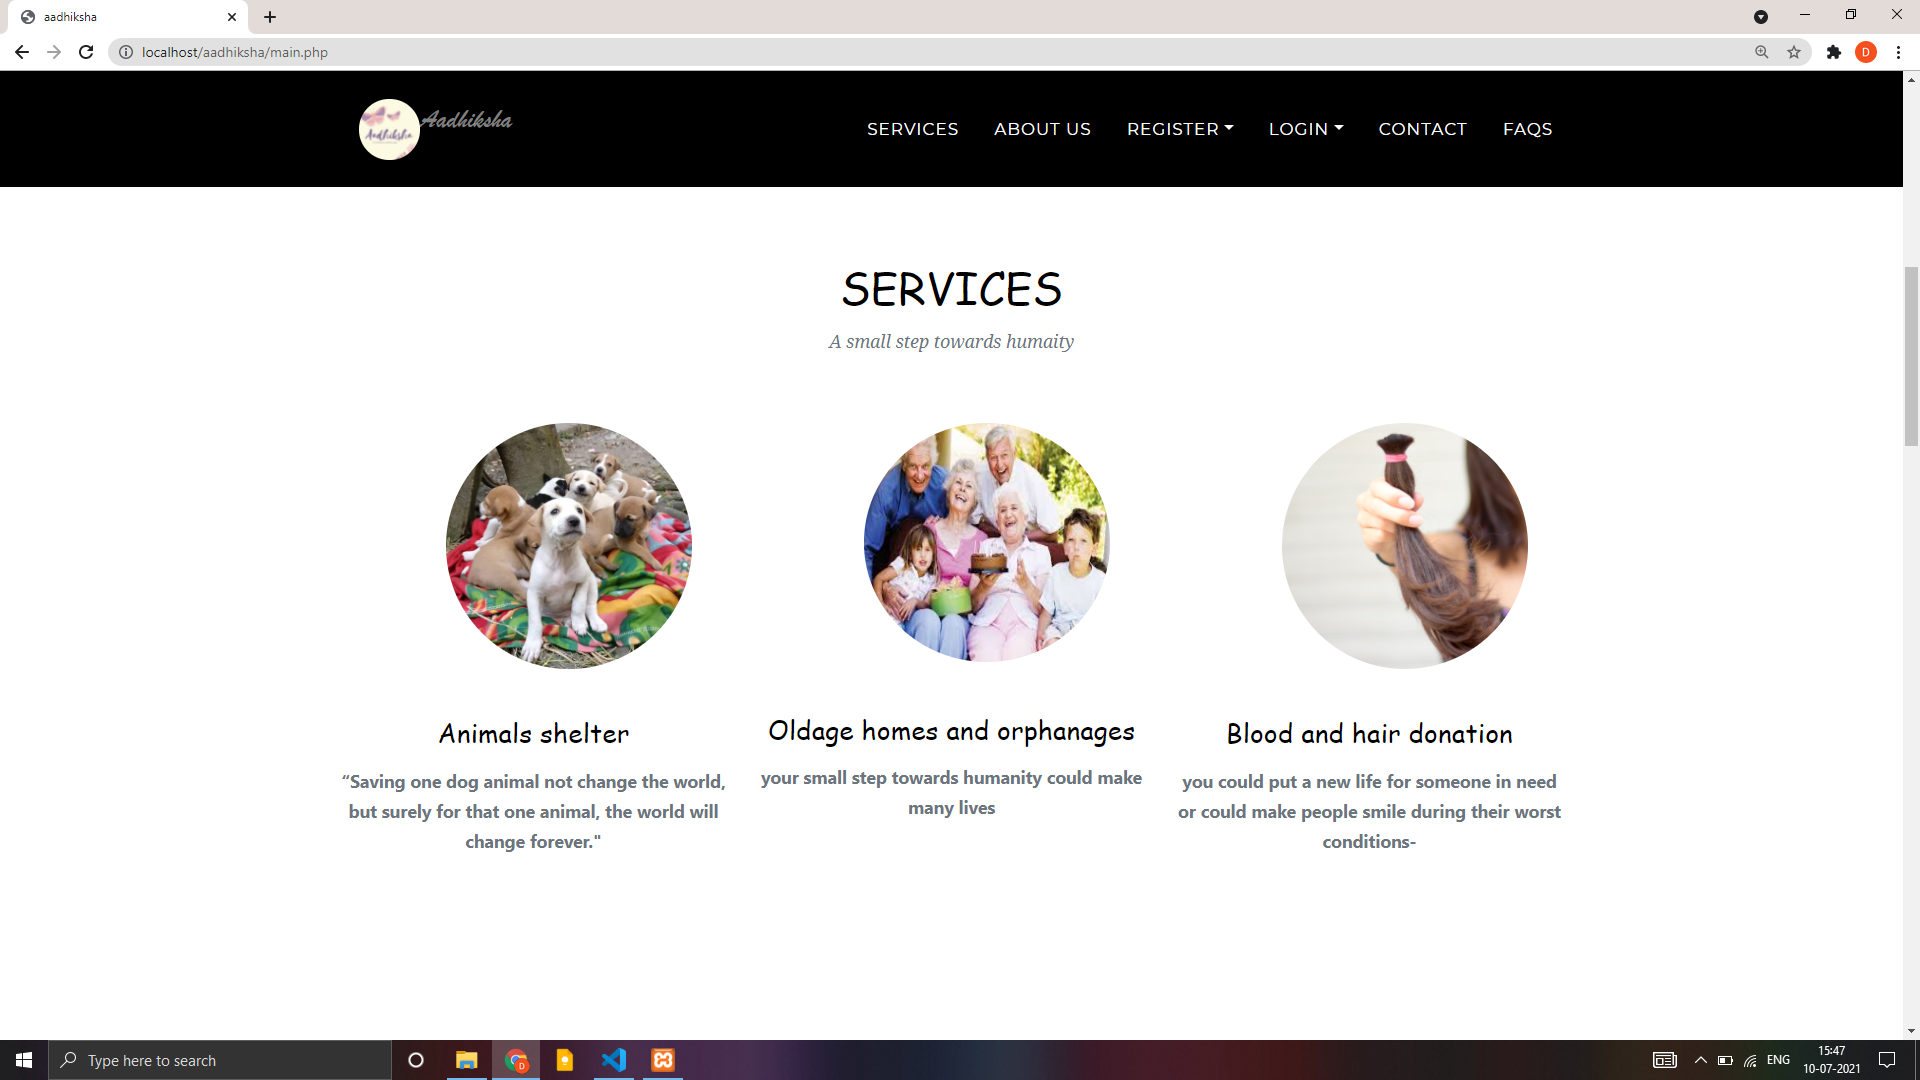 aadhiksha
localhost/aadhiksha/main.php
D
Aadhiksha
Aadhiksha
SERVICES
ABOUT US
REGISTER
LOGIN
CONTACT
FAQS
SERVICES
A small step towards humaity
Animals shelter
“Saving one dog animal not change the world,
but surely for that one animal, the world will
change forever."
Oldage homes and orphanages
your small step towards humanity could make
many lives
Blood and hair donation
you could put a new life for someone in need
or could make people smile during their worst
conditions-
Type here to search
D
ENG
15:47
10-07-2021